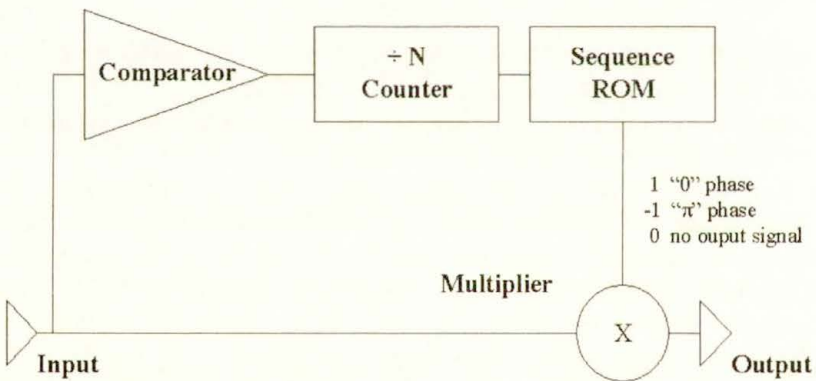 Comparator
÷ N
Counter
Sequence
ROM
1 “0” phase
-1 “π” phase
0 no ouput signal
Multiplier
X
Input
Output